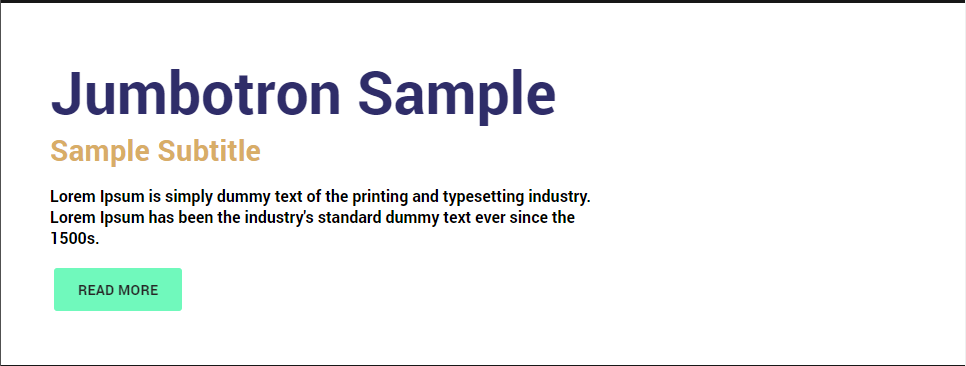 Jumbotron Sample
Sample Subtitle
Lorem Ipsum is simply dummy text of the printing and typesetting industry.
Lorem Ipsum has been the industry's standard dummy text ever since the
1500s.
READ MORE